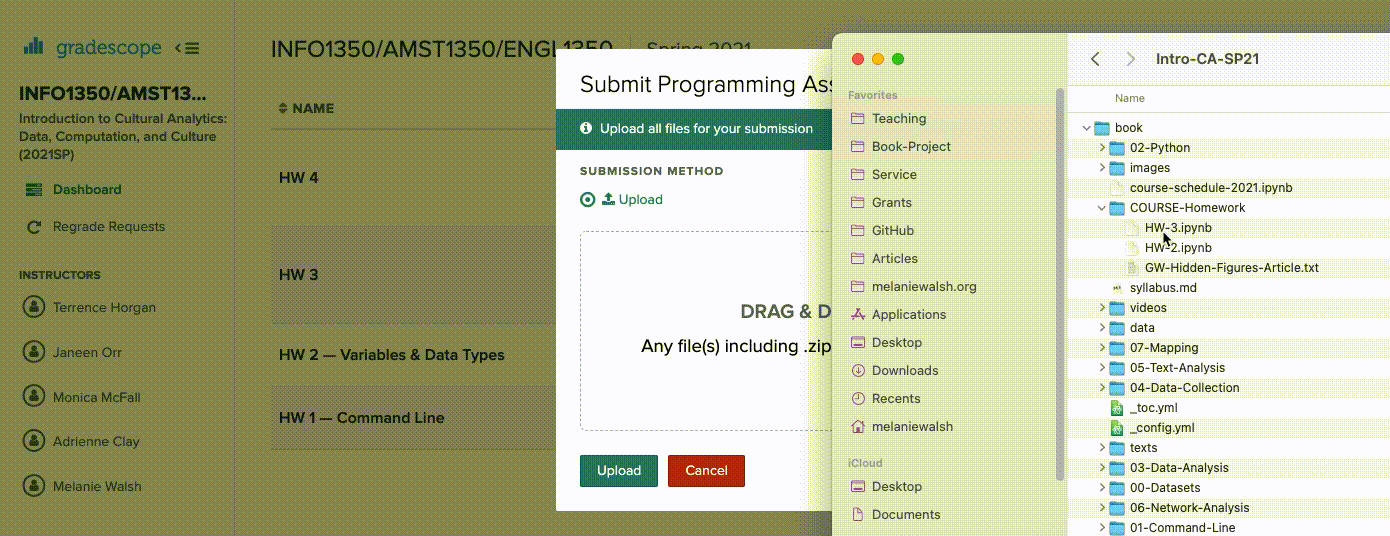 gradescope
INFO1350/AMST13...
Introduction to Cultural Analytics:
Data, Computation, and Culture
(2021SP)
Dashboard
Regrade Requests
INSTRUCTORS
Terrence Horgan
Janeen Orr
Monica McFall
Adrienne Clay
Melanie Walsh
INFO1350/AMST1350/ENGL1350
Spring 2021
NAME
HW 4
HW 3
HW 2 — Variables & Data Types
HW 1 — Command Line
Submit Programming Ass
Upload all files for your submission
SUBMISSION METHOD
Upload
DRAG & D
Any file(s) including .zip
Upload
Cancel
Favorites
Teaching
Book-Project
Service
Grants
GitHub
Articles
melaniewalsh.org
Applications
Desktop
Downloads
Recents
melaniewalsh
iCloud
Desktop
Documents
Intro-CA-SP21
Name
book
02-Python
images
course-schedule-2021.ipynb
COURSE-Homework
HW-3.ipynb
HW-2.ipynb
GW-Hidden-Figures-Article.txt
syllabus.md
videos
data
07-Mapping
05-Text-Analysis
04-Data-Collection
_toc.yml
_config.yml
texts
03-Data-Analysis
00-Datasets
06-Network-Analysis
01-Command-Line